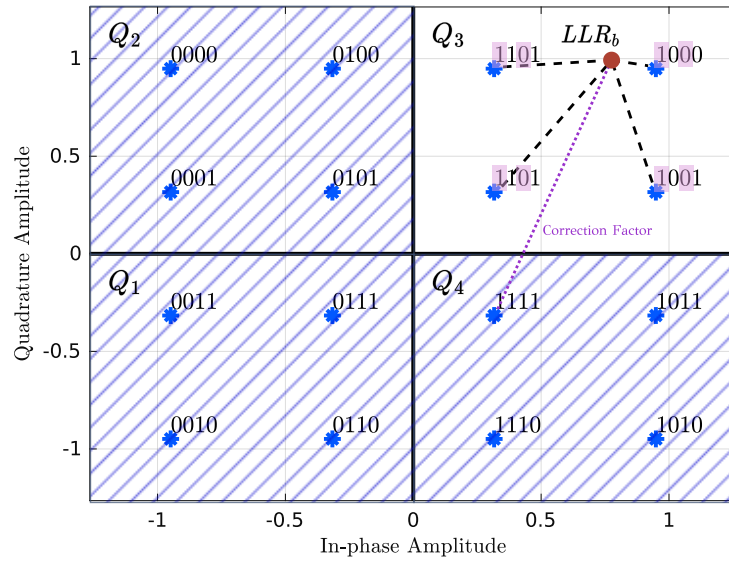 Q2 Q3 LLRb
0000 0100 1101 1000
0001 0101 1101 1001
Correction Factor
Q1 Q4
0011 0111 1111 1011
0010 0110 1110 1010
1
0.5
0
-0.5
-1
Quadrature Amplitude
-1 -0.5 0 0.5 1
In-phase Amplitude